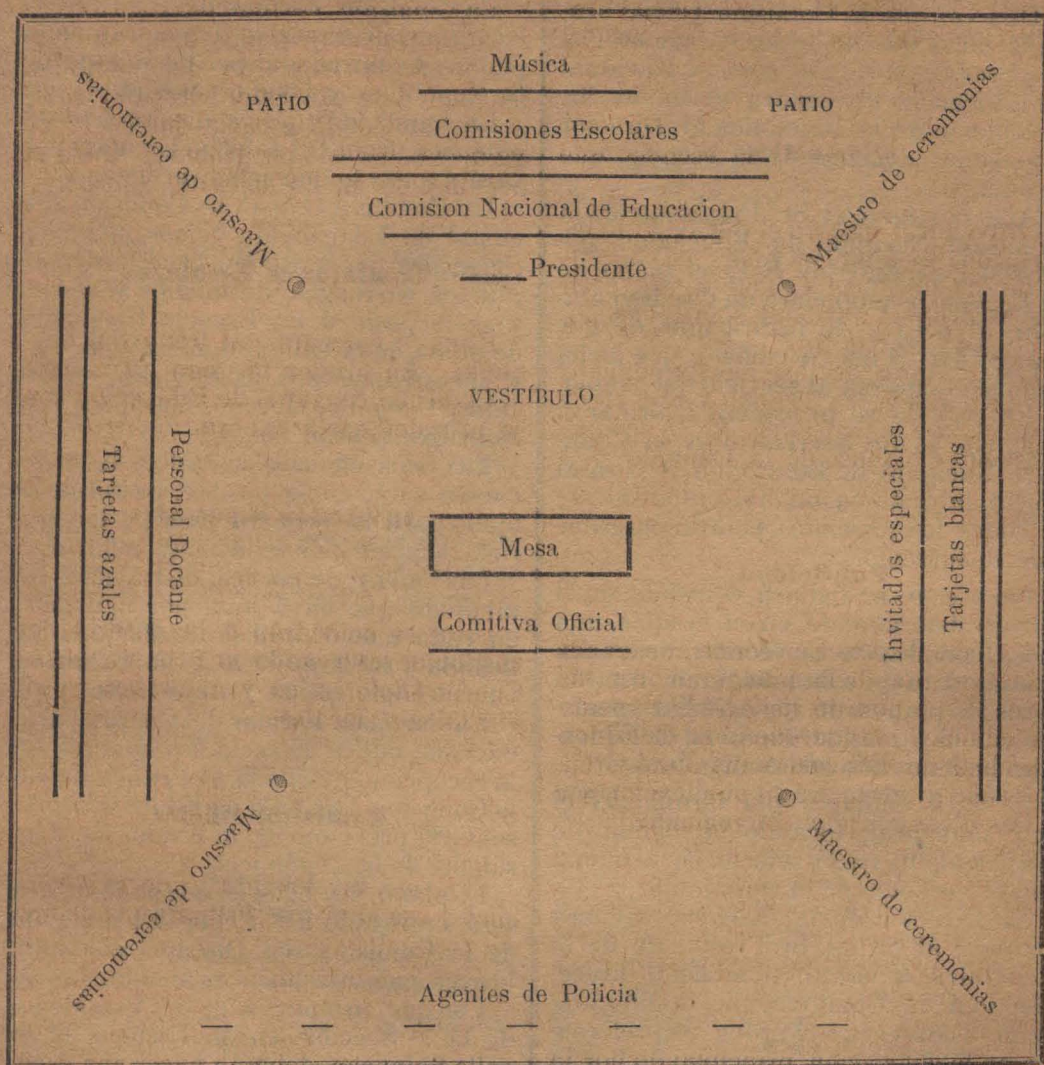 Música
PATIO
PATIO
Comisiones Escolares
Maestro de ceremonias
Maestro de ceremonias
Comision Nacional de Educacion
Presidente
VESTÍBULO
Tarjetas azules
Personal Docente
Invitados especiales
Tarjetas blancas
Mesa
Comitiva Oficial
Maestro de ceremonias
Maestro de ceremonias
Agentes de Policia